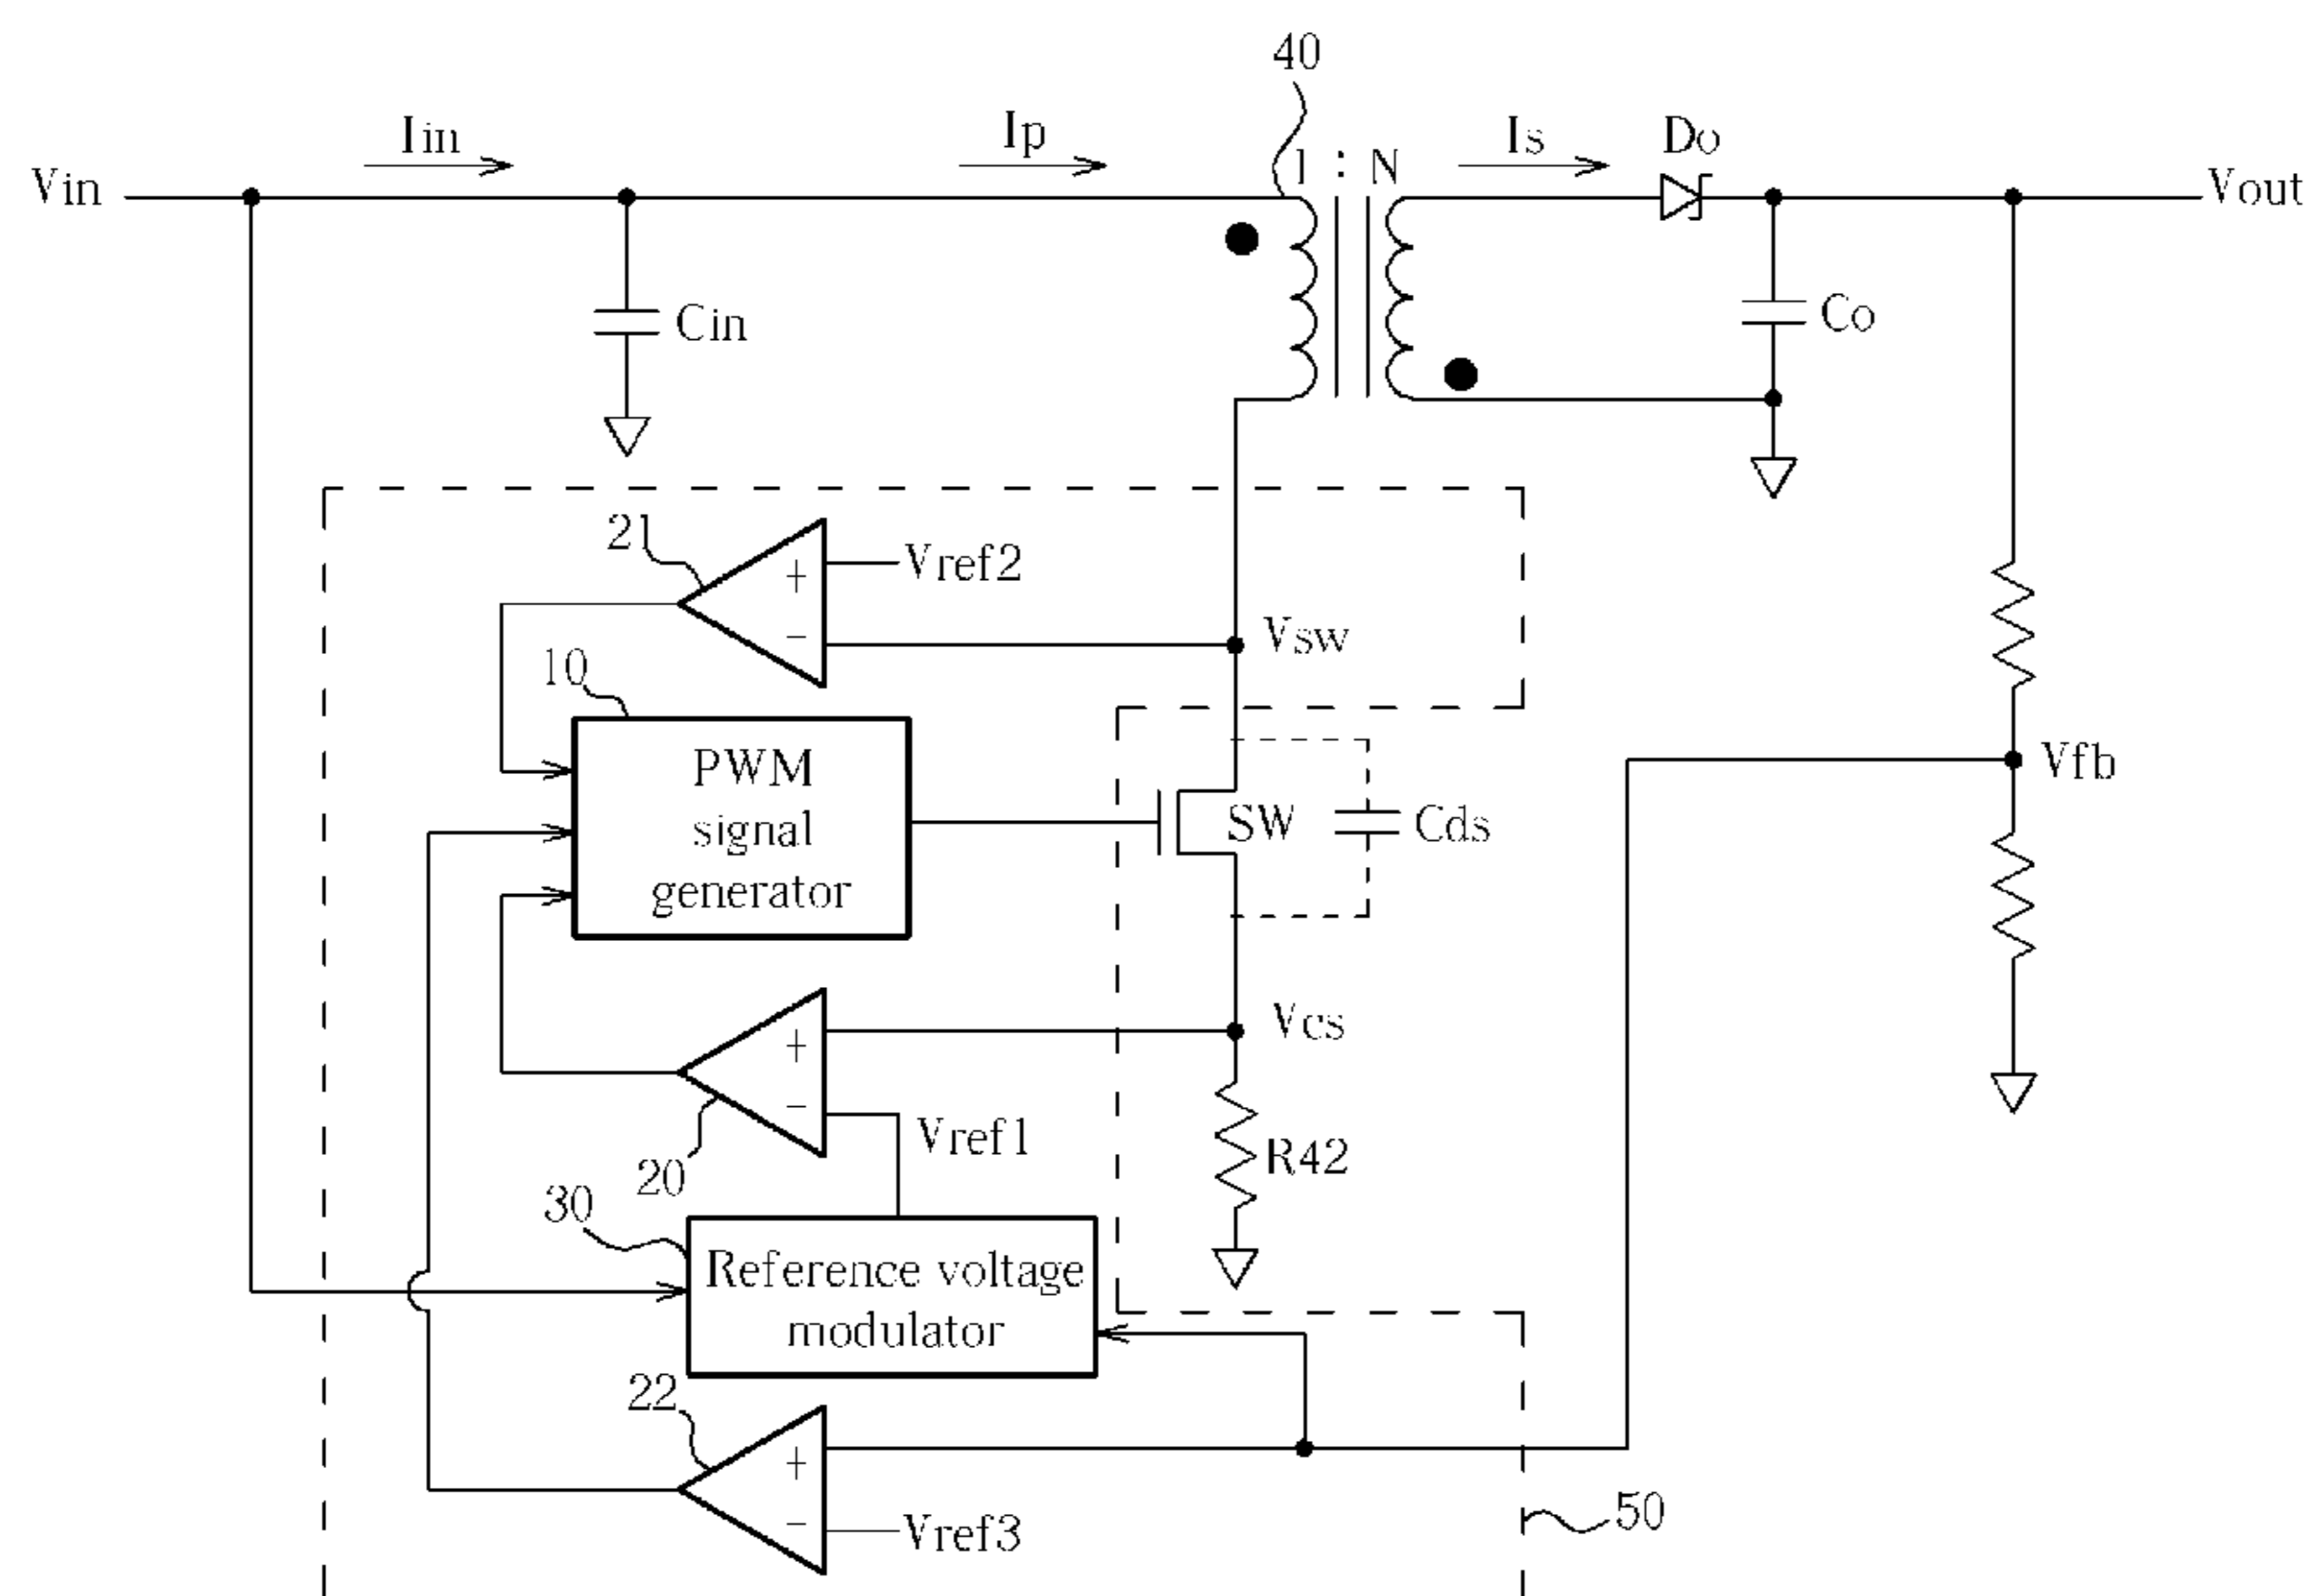 40
Iin
Ip
1 : N
Is
Do
Vin
Vout
Cin
Co
21
+
Vref2
−
Vsw
10
PWM
signal
generator
SW
Cds
Vfb
+
Vcs
−
Vref1
20
R42
30
Reference voltage
modulator
22
+
−
Vref3
50